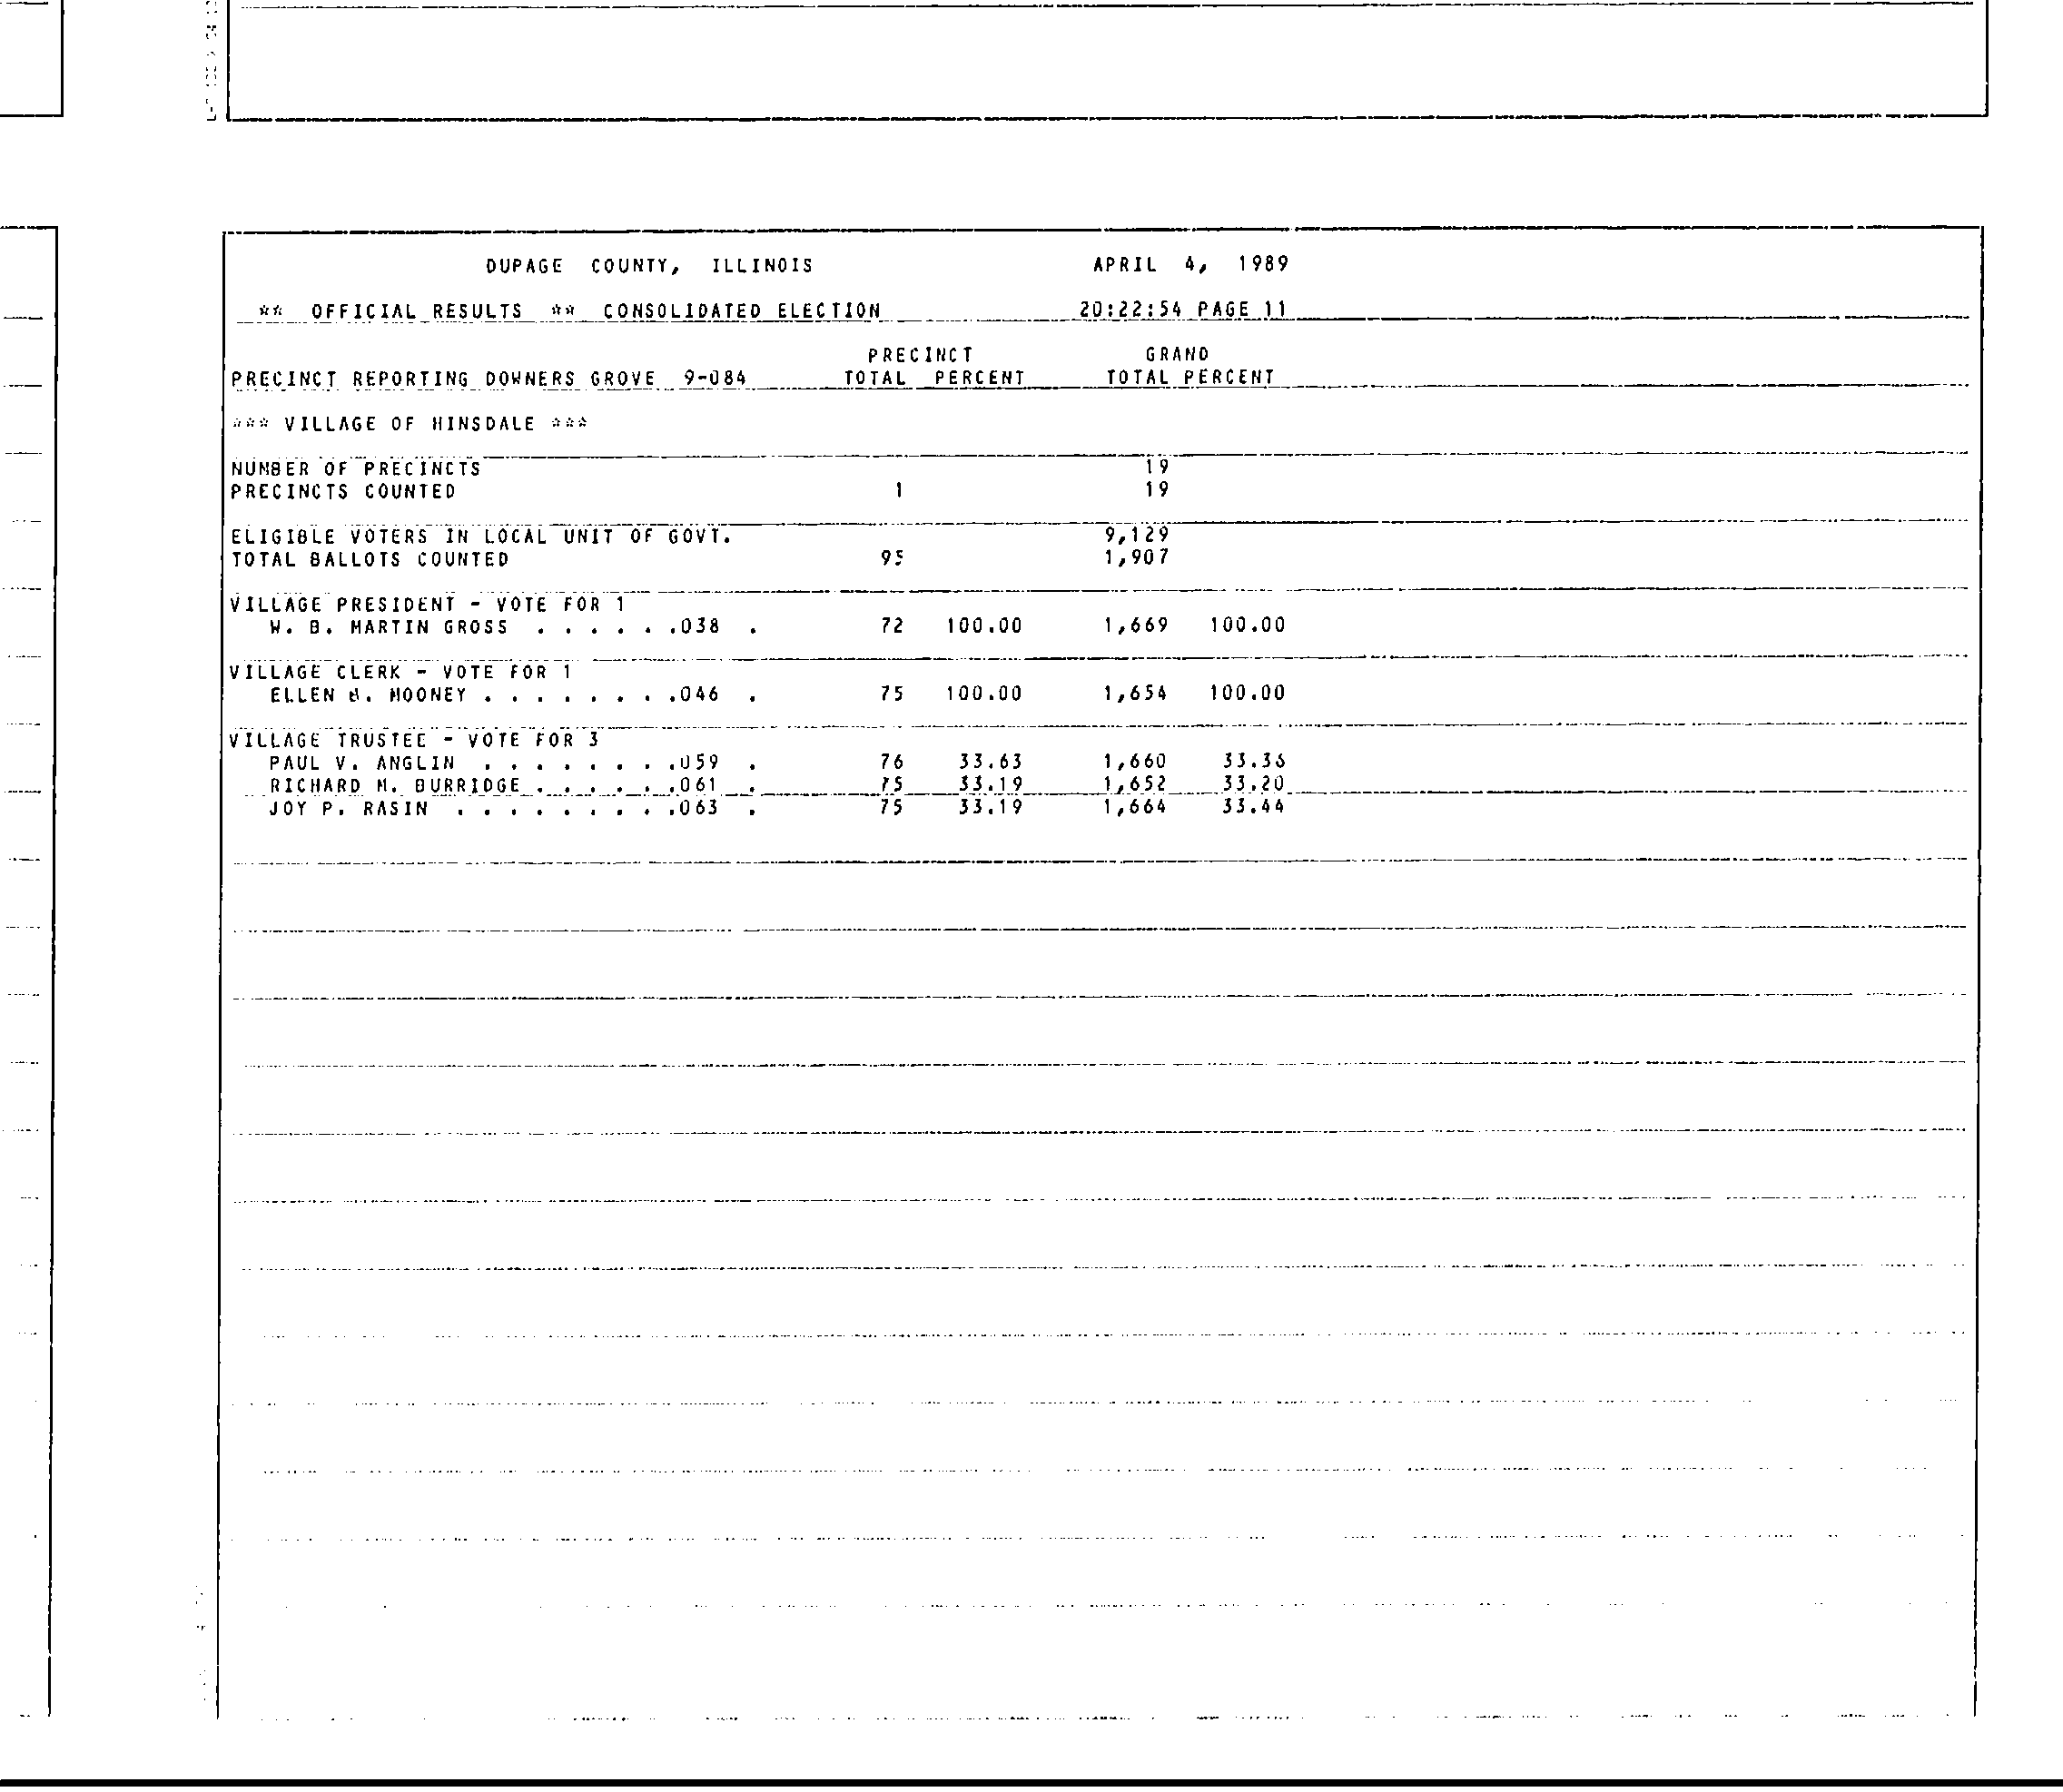 DUPAGE COUNTY, ILLINOIS APRIL 4, 1989
** OFFICIAL RESULTS ** CONSOLIDATED ELECTION 20:22:54 PAGE 11
PRECINCT GRAND
PRECINCT REPORTING DOWNERS GROVE 9-084 TOTAL PERCENT TOTAL PERCENT
*** VILLAGE OF HINSDALE ***
NUMBER OF PRECINCTS 19
PRECINCTS COUNTED 1 19
ELIGIBLE VOTERS IN LOCAL UNIT OF GOVT. 9,129
TOTAL BALLOTS COUNTED 95 1,907
VILLAGE PRESIDENT - VOTE FOR 1
W. B. MARTIN GROSS . . . . . .038 . 72 100.00 1,669 100.00
VILLAGE CLERK - VOTE FOR 1
ELLEN MOONEY . . . . . . . .046 . 75 100.00 1,654 100.00
VILLAGE TRUSTEE - VOTE FOR 3
PAUL V. ANGLIN . . . . . . . .059 . 76 33.63 1,660 33.36
RICHARD M. BURRIDGE . . . . . .061 . 75 33.19 1,652 33.20
JOY P. RASIN . . . . . . . . .063 . 75 33.19 1,664 33.44